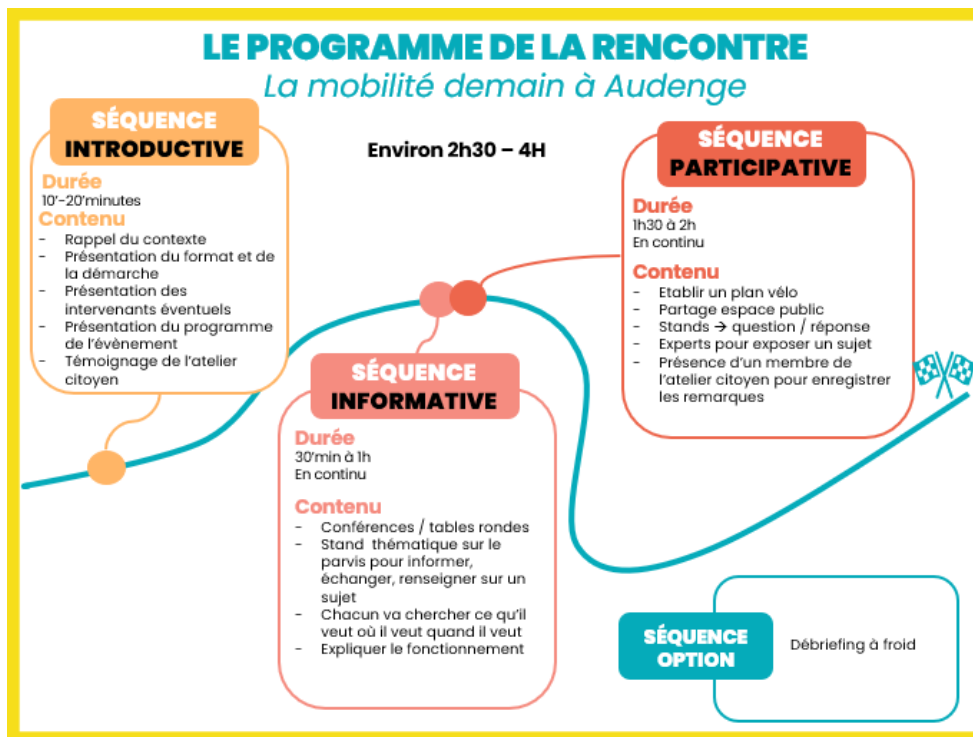 LE PROGRAMME DE LA RENCONTRE
La mobilité demain à Audenge
SÉQUENCE
INTRODUCTIVE
Durée
10'-20'minutes
Contenu
- Rappel du contexte
- Présentation du format et de
la démarche
- Présentation des
intervenants éventuels
- Présentation du programme
de l'évènement
- Témoignage de l'atelier
citoyen
Environ 2h30 – 4H
SÉQUENCE
INFORMATIVE
Durée
30'min à 1h
En continu
Contenu
- Conférences / tables rondes
- Stand thématique sur le
parvis pour informer,
échanger, renseigner sur un
sujet
- Chacun va chercher ce qu'il
veut où il veut quand il veut
- Expliquer le fonctionnement
SÉQUENCE
PARTICIPATIVE
Durée
1h30 à 2h
En continu
Contenu
- Etablir un plan vélo
- Partage espace public
- Stands → question / réponse
- Experts pour exposer un sujet
- Présence d'un membre de
l'atelier citoyen pour enregistrer
les remarques
SÉQUENCE
OPTION
Débriefing à froid